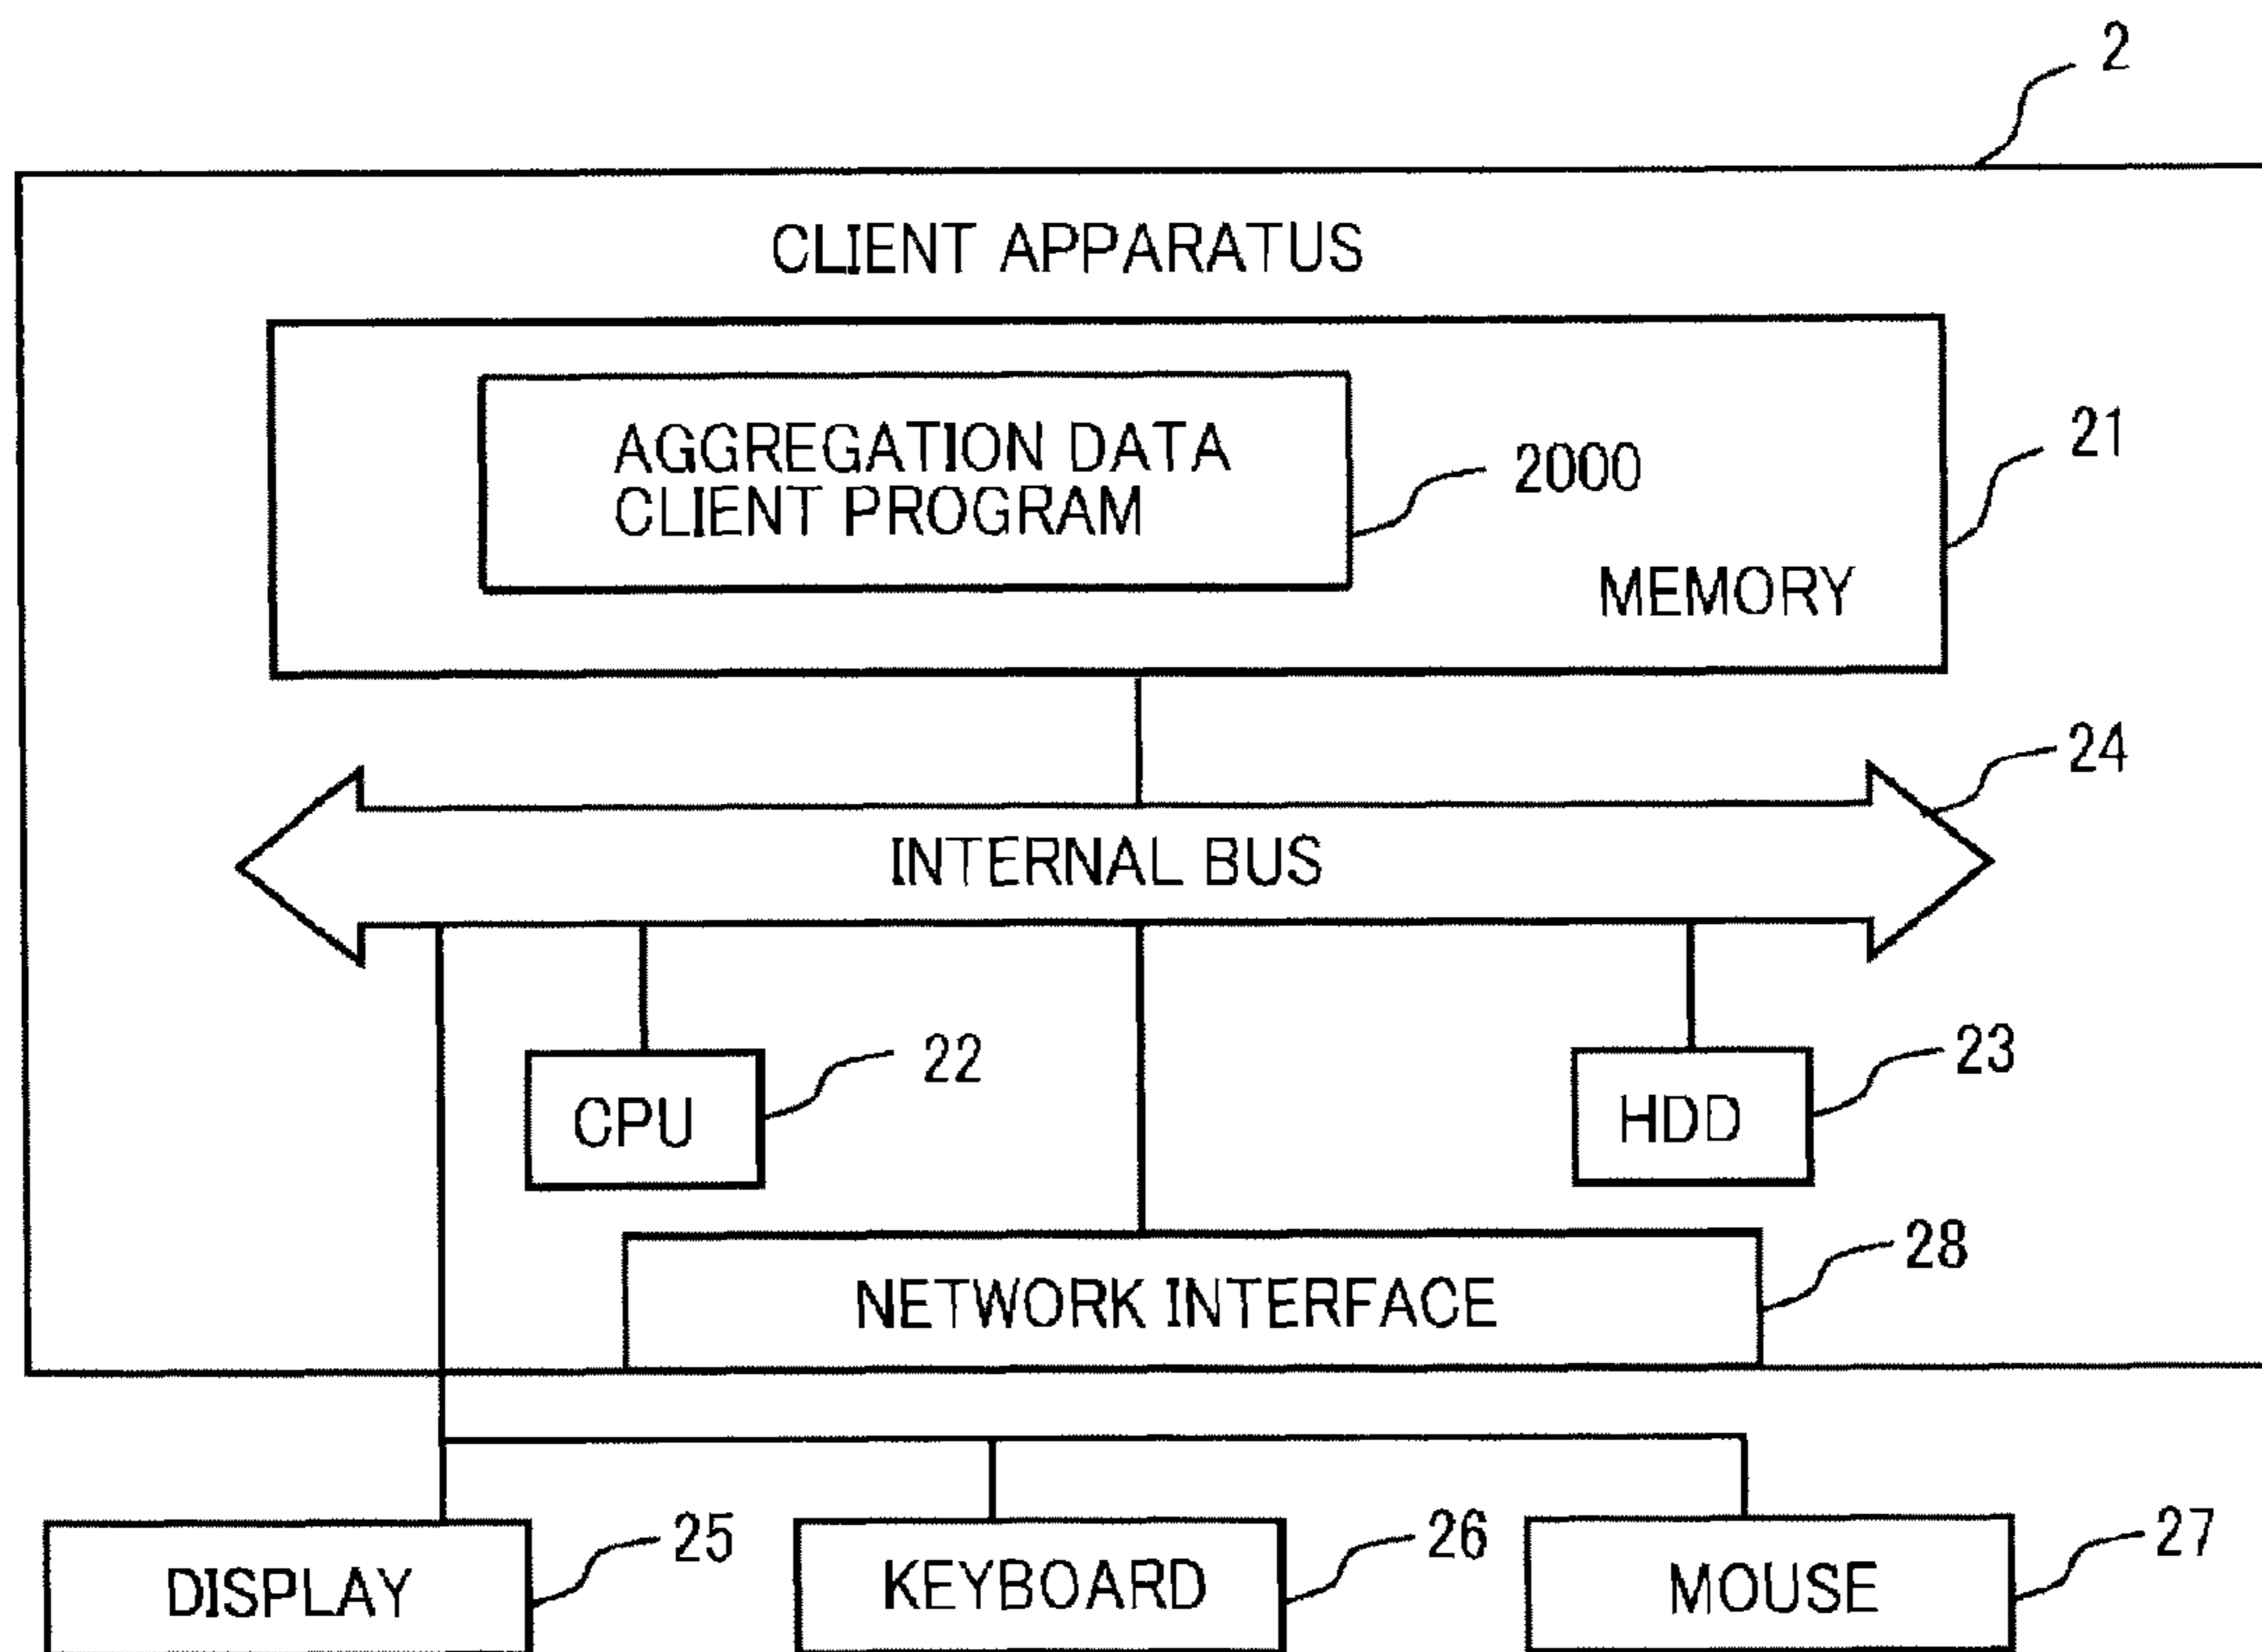 2
CLIENT APPARATUS
AGGREGATION DATA
CLIENT PROGRAM
2000
21
MEMORY
24
INTERNAL BUS
CPU
22
HDD
23
28
NETWORK INTERFACE
DISPLAY
25
KEYBOARD
26
MOUSE
27